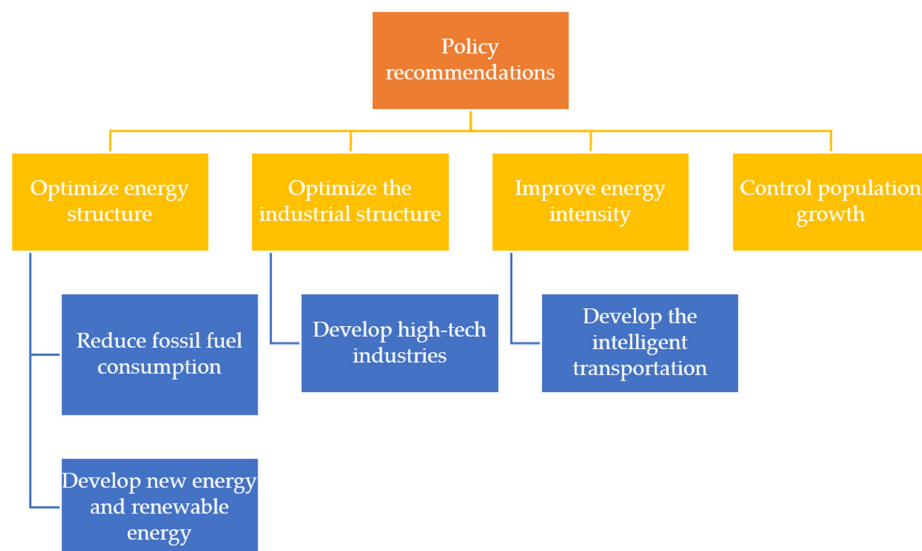 Policy
recommendations
Optimize energy
structure
Optimize the
industrial structure
Improve energy
intensity
Control population
growth
Reduce fossil fuel
consumption
Develop high-tech
industries
Develop the
intelligent
transportation
Develop new energy
and renewable
energy